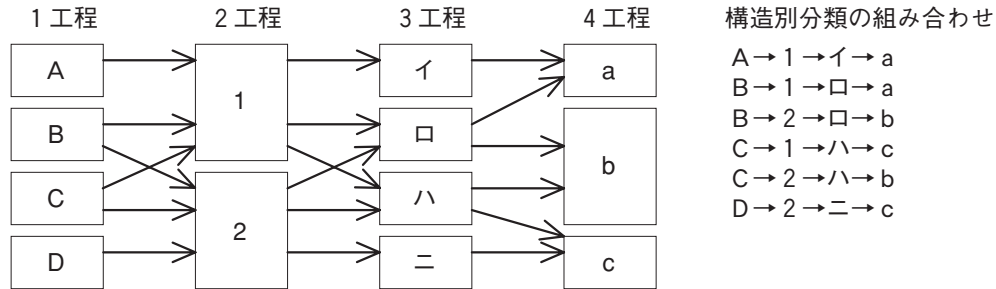 1工程 2工程 3工程 4工程 構造別分類の組み合わせ
A
B
C
D
1
2
イ
ロ
ハ
ニ
a
b
c
A→1→イ→a
B→1→ロ→a
B→2→ロ→b
C→1→ハ→c
C→2→ハ→b
D→2→ニ→c